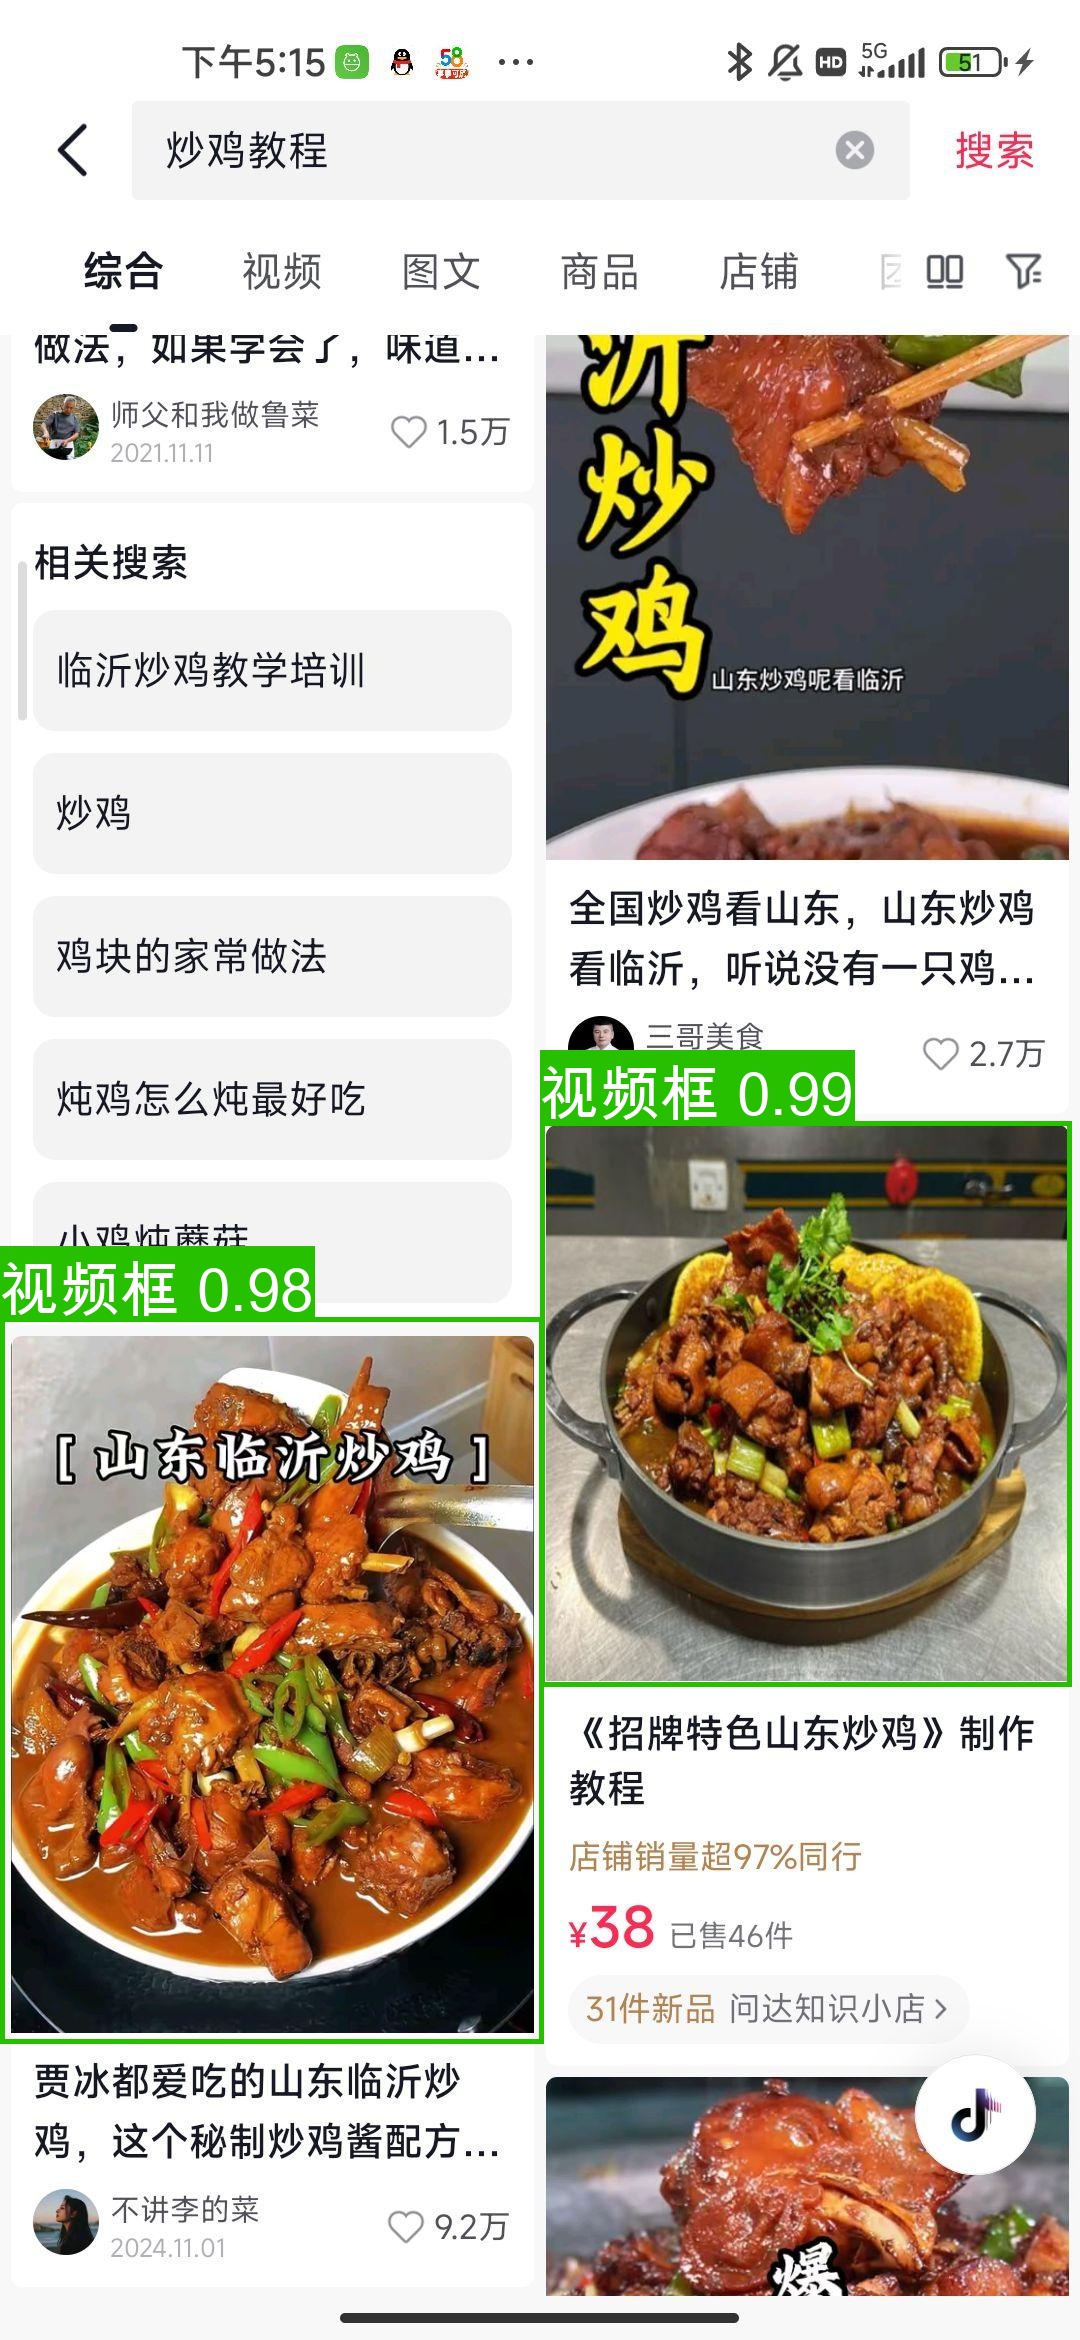 下午5:15
58
...
HD
5G
51
炒鸡教程
搜索
综合
视频
图文
商品
店铺
做法，如果学会了，味道...
师父和我做鲁菜
2021.11.11
1.5万
相关搜索
临沂炒鸡教学培训
炒鸡
鸡块的家常做法
炖鸡怎么炖最好吃
小鸡炖蘑菇
视频框 0.98
[ 山东临沂炒鸡 ]
贾冰都爱吃的山东临沂炒
鸡，这个秘制炒鸡酱配方...
不讲李的菜
2024.11.01
9.2万
沂炒鸡
山东炒鸡呢看临沂
全国炒鸡看山东，山东炒鸡
看临沂，听说没有一只鸡...
三哥美食
2.7万
视频框 0.99
《招牌特色山东炒鸡》制作
教程
店铺销量超97%同行
¥38 已售46件
31件新品 问达知识小店 >
爆